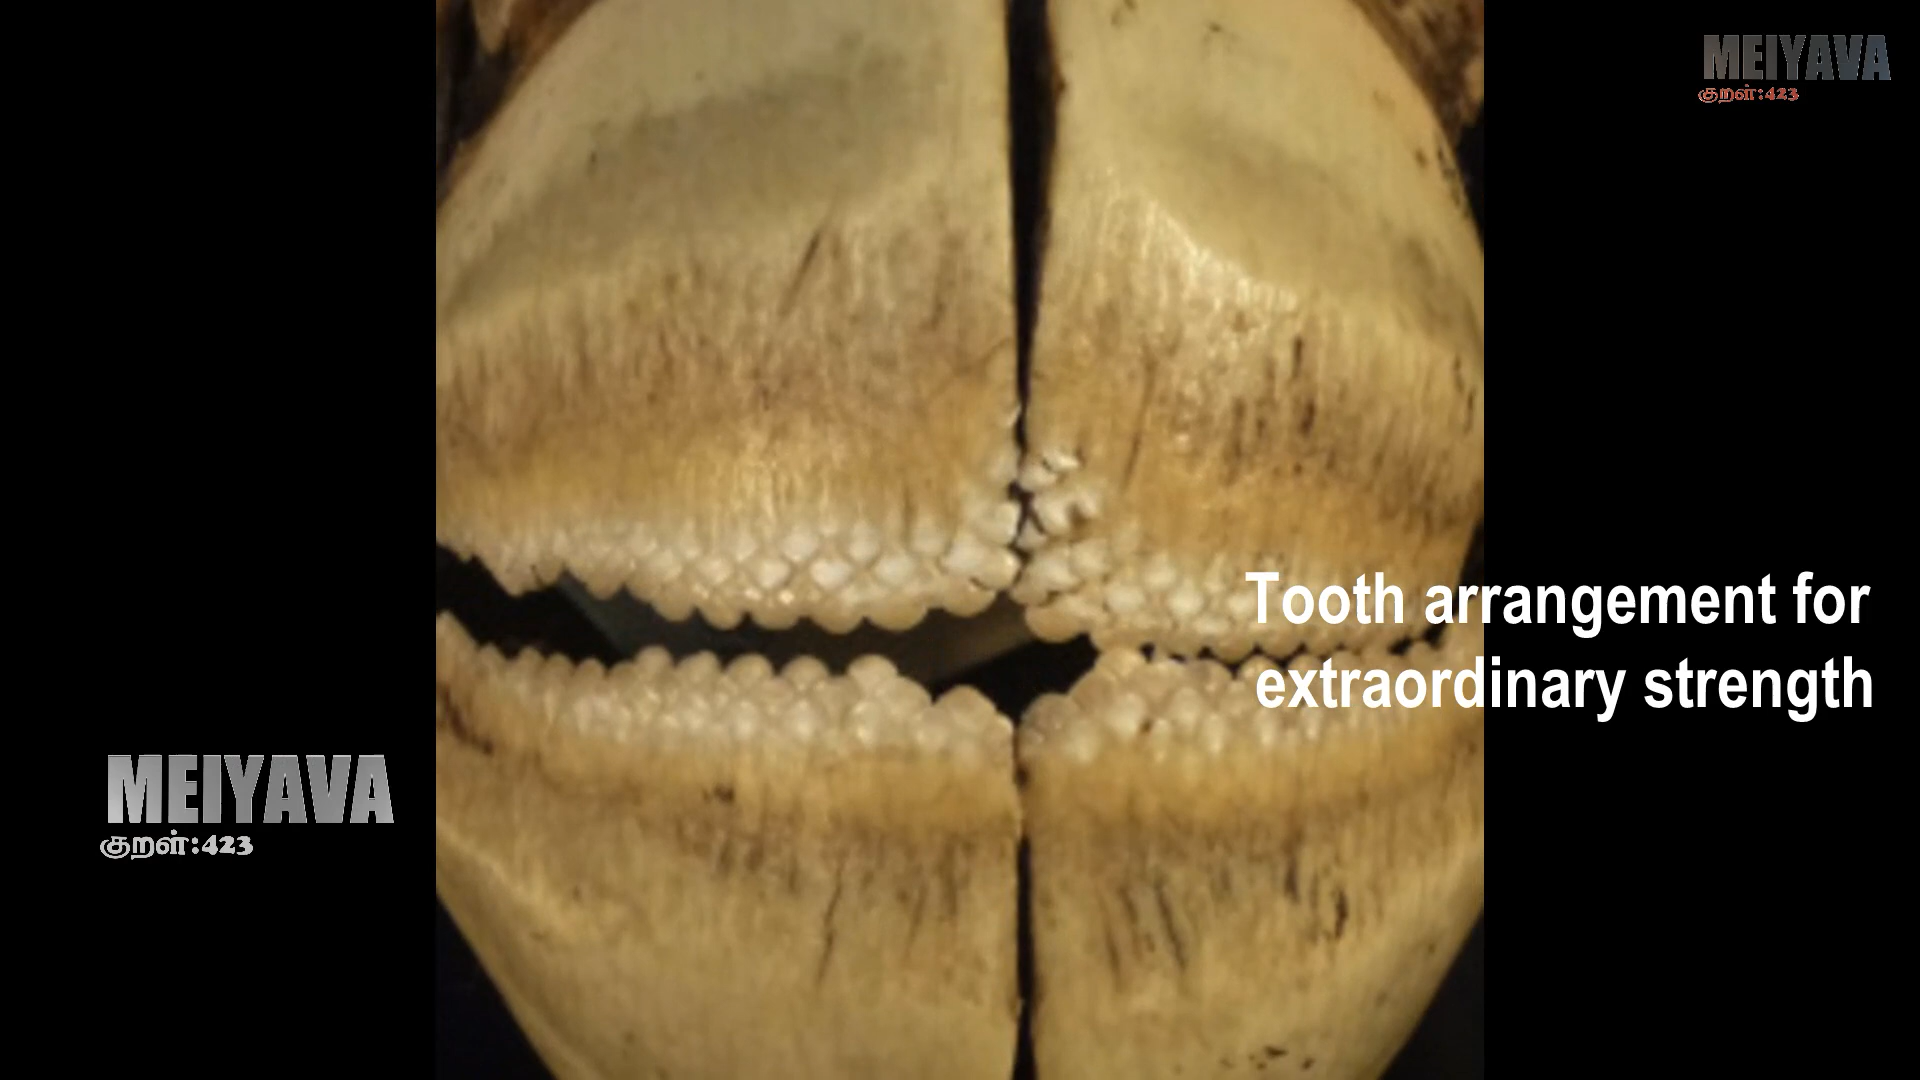 MEIYAVA
குறள்:423
Tooth arrangement for
extraordinary strength
MEIYAVA
குறள்:423